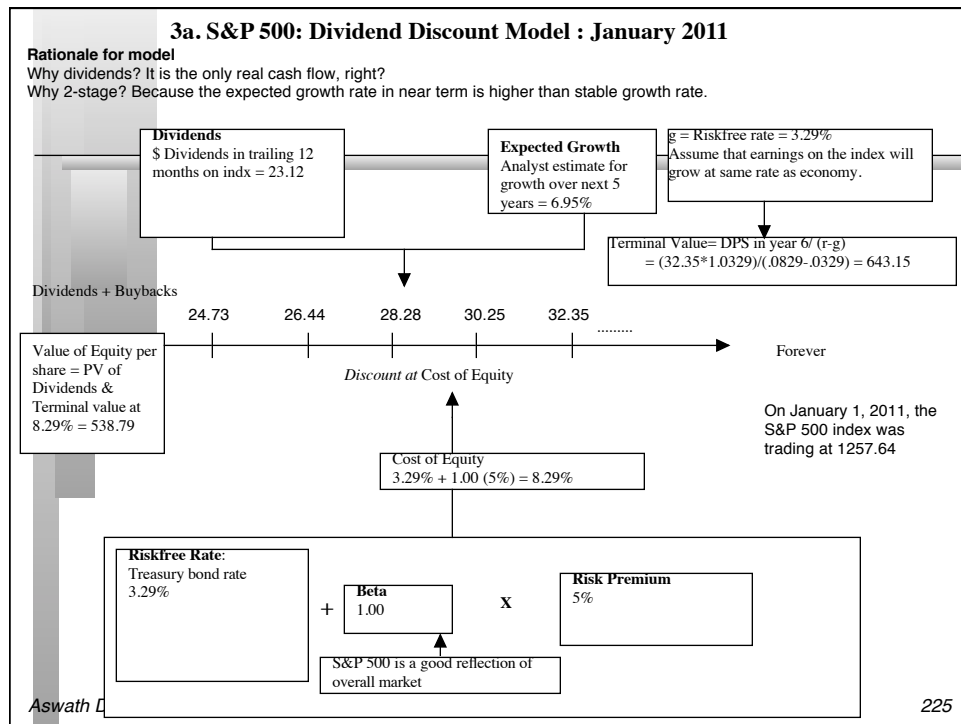 3a. S&P 500: Dividend Discount Model : January 2011
Rationale for model
Why dividends? It is the only real cash flow, right?
Why 2-stage? Because the expected growth rate in near term is higher than stable growth rate.
Dividends
$ Dividends in trailing 12
months on indx = 23.12
Expected Growth
Analyst estimate for
growth over next 5
years = 6.95%
g = Riskfree rate = 3.29%
Assume that earnings on the index will
grow at same rate as economy.
Terminal Value= DPS in year 6/ (r-g)
= (32.35*1.0329)/(.0829-.0329) = 643.15
Dividends + Buybacks
24.73 26.44 28.28 30.25 32.35 .........
Value of Equity per
share = PV of
Dividends &
Terminal value at
8.29% = 538.79
Forever
Discount at Cost of Equity
On January 1, 2011, the
S&P 500 index was
trading at 1257.64
Cost of Equity
3.29% + 1.00 (5%) = 8.29%
Riskfree Rate:
Treasury bond rate
3.29%
+
Beta
1.00
X
Risk Premium
5%
S&P 500 is a good reflection of
overall market
Aswath D
225